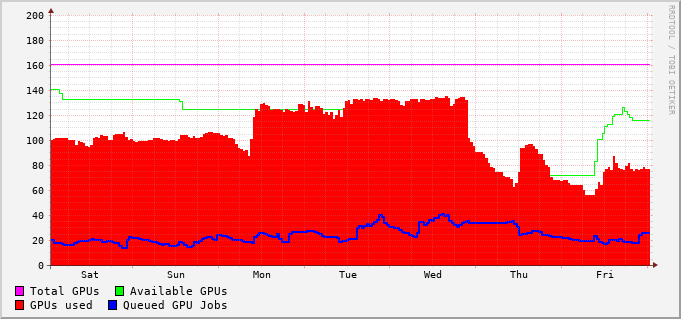 200
180
160
140
120
100
80
60
40
20
0
Sat Sun Mon Tue Wed Thu Fri
Total GPUs Available GPUs
GPUs used Queued GPU Jobs
RRDTOOL / TOBI OETIKER